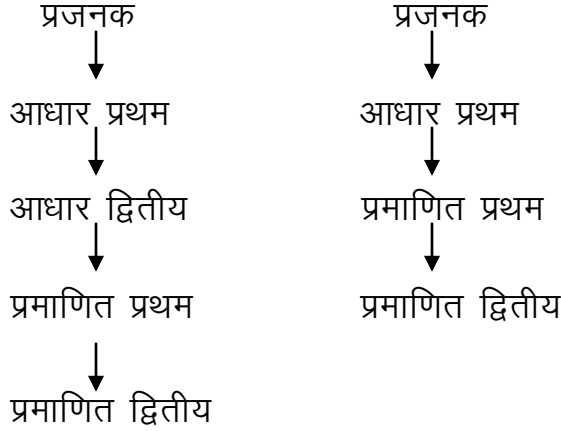 प्रजनक
आधार प्रथम
आधार द्वितीय
प्रमाणित प्रथम
प्रमाणित द्वितीय
प्रजनक
आधार प्रथम
प्रमाणित प्रथम
प्रमाणित द्वितीय